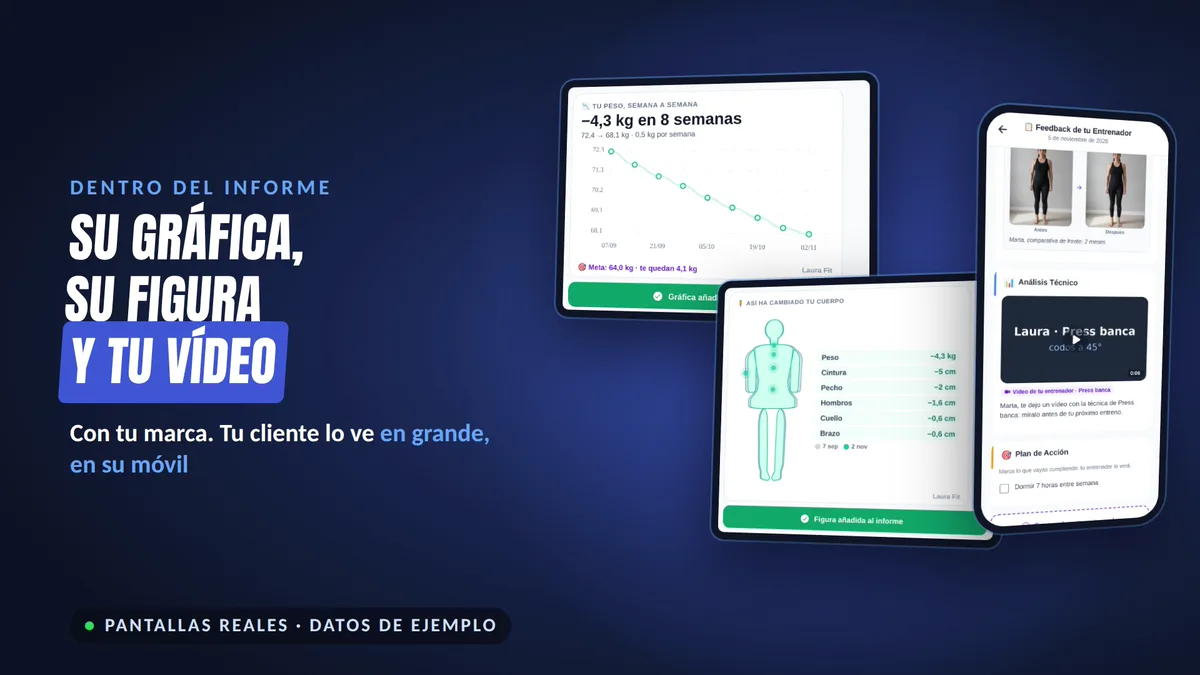 DENTRO DEL INFORME
SU GRÁFICA,
SU FIGURA
Y TU VÍDEO
Con tu marca. Tu cliente lo ve en grande,
en su móvil
PANTALLAS REALES · DATOS DE EJEMPLO
TU PESO, SEMANA A SEMANA
−4,3 kg en 8 semanas
72,4 → 68,1 kg · 0,5 kg por semana
72.3
71.3
70.2
69.1
68.1
07/09 21/09 05/10 19/10 02/11
Meta: 64,0 kg · te quedan 4,1 kg
Laura Fit
Gráfica añad
ASÍ HA CAMBIADO TU CUERPO
Peso −4,3 kg
Cintura −5 cm
Pecho −2 cm
Hombros −1,6 cm
Cuello −0,6 cm
Brazo −0,6 cm
7 sep 2 nov
Laura Fit
Figura añadida al informe
Feedback de tu Entrenador
5 de noviembre de 2026
Antes Después
Marta, comparativa de frente: 2 meses
Análisis Técnico
Laura · Press banca
codos a 45°
0:06
Vídeo de tu entrenador · Press banca
Marta, te dejo un vídeo con la técnica de Press
banca: míralo antes de tu próximo entreno.
Plan de Acción
Marca lo que vayas cumpliendo: tu entrenador lo verá.
Dormir 7 horas entre semana